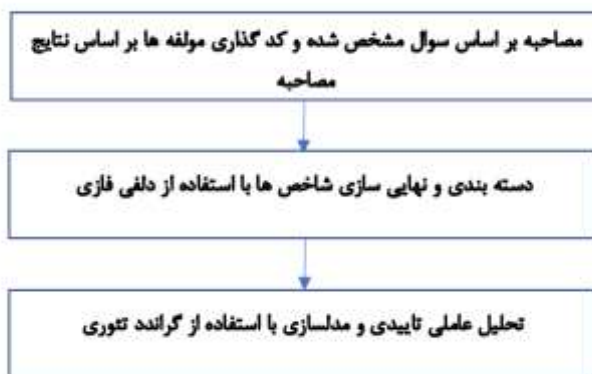 مصاحبه بر اساس سوال مشخص شده و کد گذاری مولفه ها بر اساس نتایج
مصاحبه
دسته بندی و نهایی سازی شاخص ها با استفاده از دلفی فازی
تحلیل عاملی تاییدی و مدلسازی با استفاده از گراندد تئوری